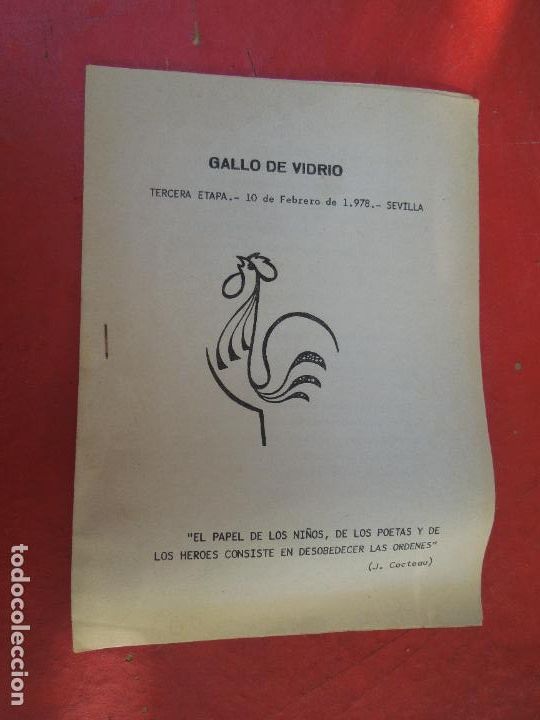 GALLO DE VIDRIO
TERCERA ETAPA.- 10 de Febrero de 1.978.- SEVILLA
"EL PAPEL DE LOS NIÑOS, DE LOS POETAS Y DE
LOS HEROES CONSISTE EN DESOBEDECER LAS ORDENES"
(J. Cocteau)
todocoleccion.net